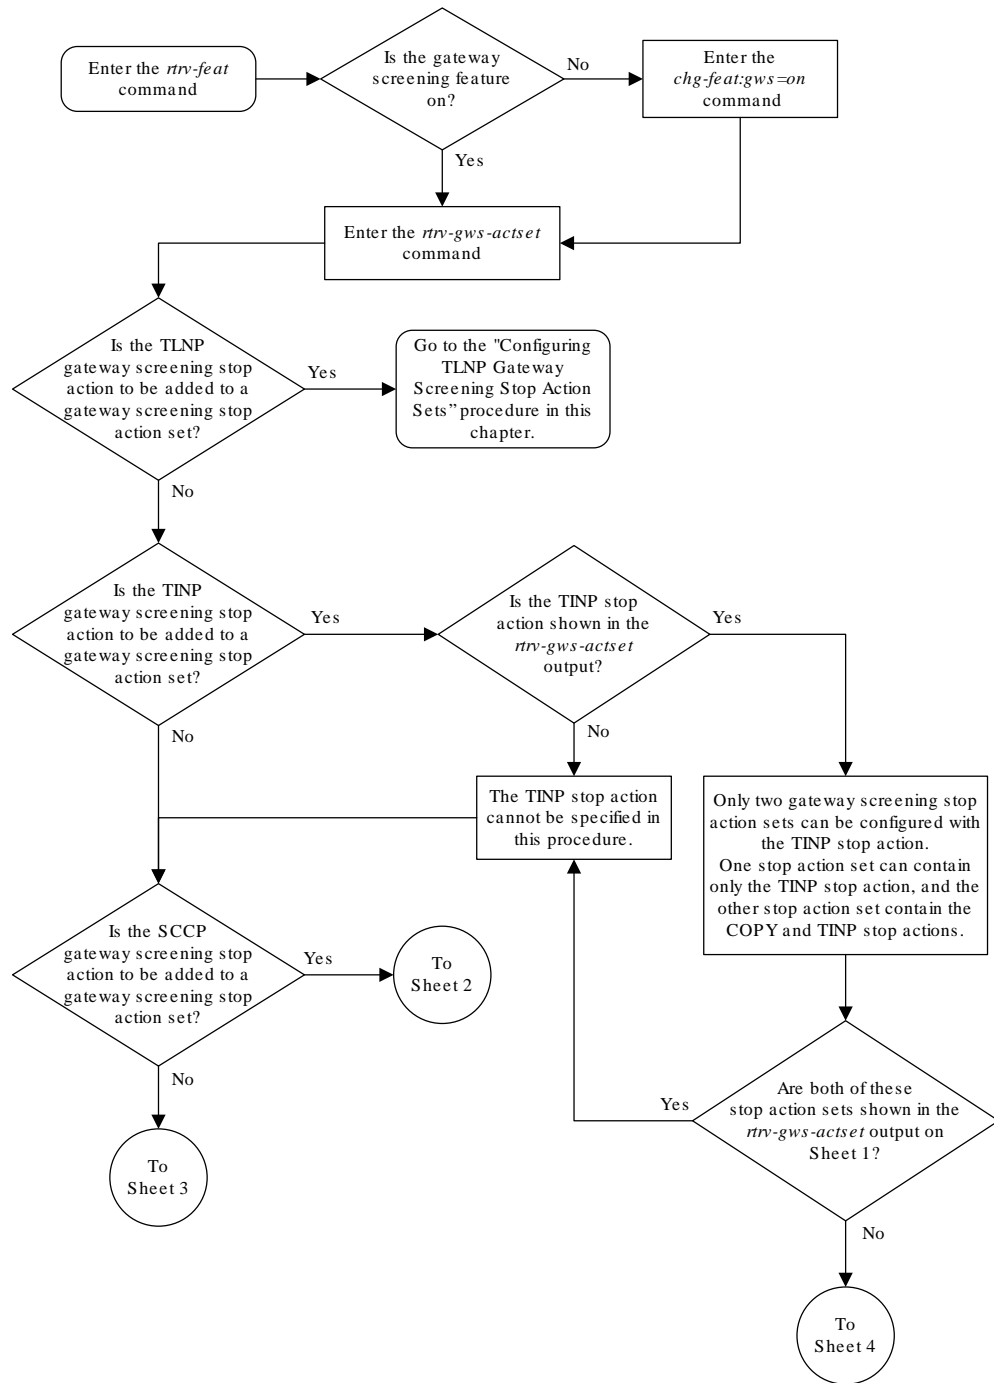 Enter the rtrv-feat
command
Is the gateway
screening feature
on?
No
Enter the
chg-feat:gws=on
command
Yes
Enter the rtrv-gws-actset
command
Is the TLNP
gateway screening stop
action to be added to a
gateway screening stop
action set?
Yes
Go to the "Configuring
TLNP Gateway
Screening Stop Action
Sets” procedure in this
chapter.
No
Is the TINP
gateway screening stop
action to be added to a
gateway screening stop
action set?
Yes
Is the TINP stop
action shown in the
rtrv-gws-actset
output?
Yes
No
No
The TINP stop action
cannot be specified in
this procedure.
Only two gateway screening stop
action sets can be configured with
the TINP stop action.
One stop action set can contain
only the TINP stop action, and the
other stop action set contain the
COPY and TINP stop actions.
Is the SCCP
gateway screening stop
action to be added to a
gateway screening stop
action set?
Yes
To
Sheet 2
No
To
Sheet 3
Are both of these
stop action sets shown in the
rtrv-gws-actset output on
Sheet 1?
Yes
No
To
Sheet 4